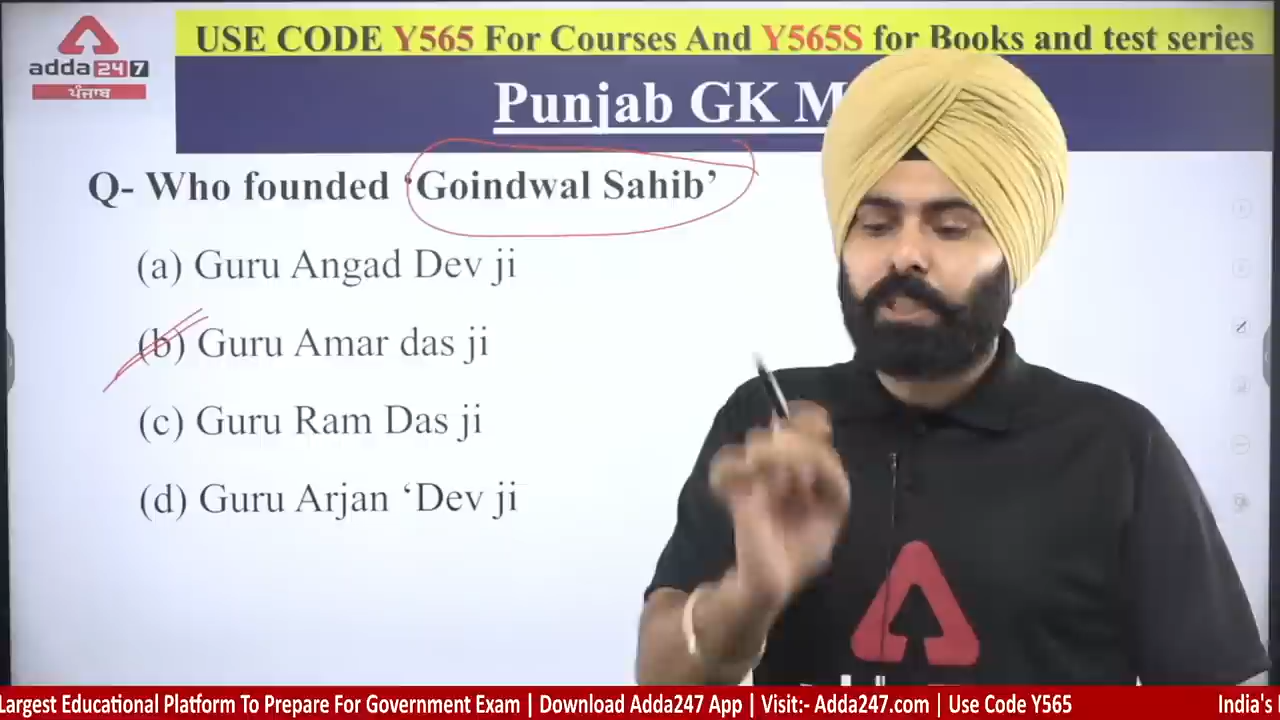 USE CODE Y565 For Courses And Y565S for Books and test series
adda247
ਪੰਜਾਬ
Punjab GK M
Q- Who founded ‘Goindwal Sahib’
(a) Guru Angad Dev ji
(b) Guru Amar das ji
(c) Guru Ram Das ji
(d) Guru Arjan ‘Dev ji
Largest Educational Platform To Prepare For Government Exam | Download Adda247 App | Visit:- Adda247.com | Use Code Y565 India's